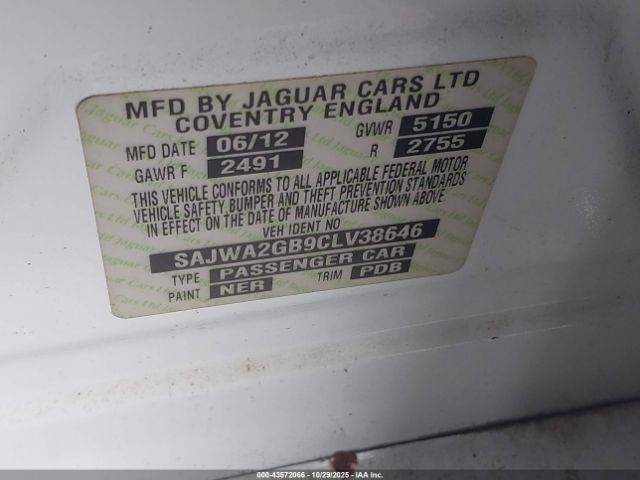 MFD BY JAGUAR CARS LTD
COVENTRY ENGLAND
MFD DATE 06/12 GVWR 5150
GAWR F 2491 R 2755
THIS VEHICLE CONFORMS TO ALL APPLICABLE FEDERAL MOTOR
VEHICLE SAFETY BUMPER AND THEFT PREVENTION STANDARDS
IN EFFECT ON THE DATE OF MANUFACTURE SHOWN ABOVE
VEH IDENT NO
SAJWA2GB9CLV38646
TYPE PASSENGER CAR
PAINT NER TRIM PDB
000-43572066 - 10/29/2025 - IAA Inc.